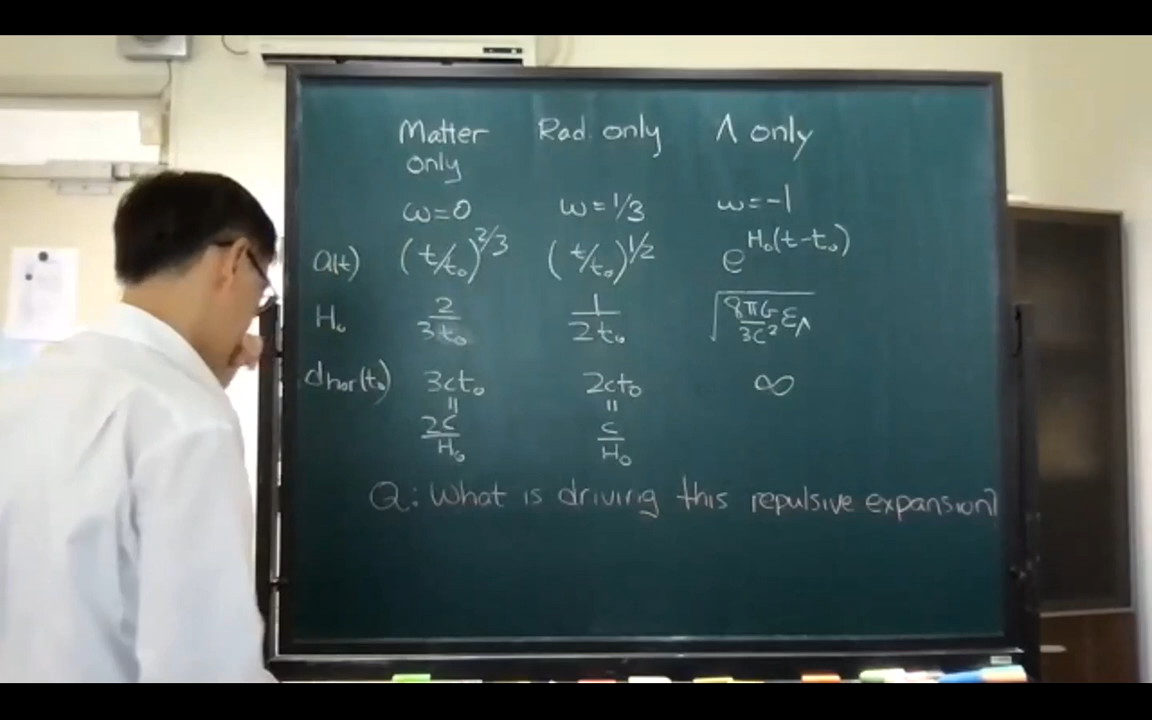 Matter only Rad. only Λ only
ω=0 ω=1/3 ω=-1
a(t) (t/t₀)^2/3 (t/t₀)^1/2 e^H₀(t-t₀)
H₀ 2/3t₀ 1/2t₀ √8πG/3c² ε_Λ
dhor(t₀) 3ct₀ 2ct₀ ∞
= =
2c/H₀ c/H₀
Q: What is driving this repulsive expansion?